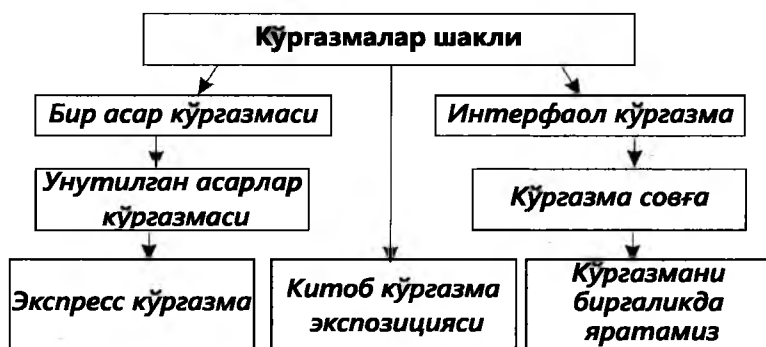 Кўргазмалар шакли
Бир асар кўргазмаси
Интерфаол кўргазма
Унутилган асарлар
кўргазмаси
Кўргазма совға
Экспресс кўргазма
Китоб кўргазма
экспозицияси
Кўргазмани
биргаликда
яратамиз